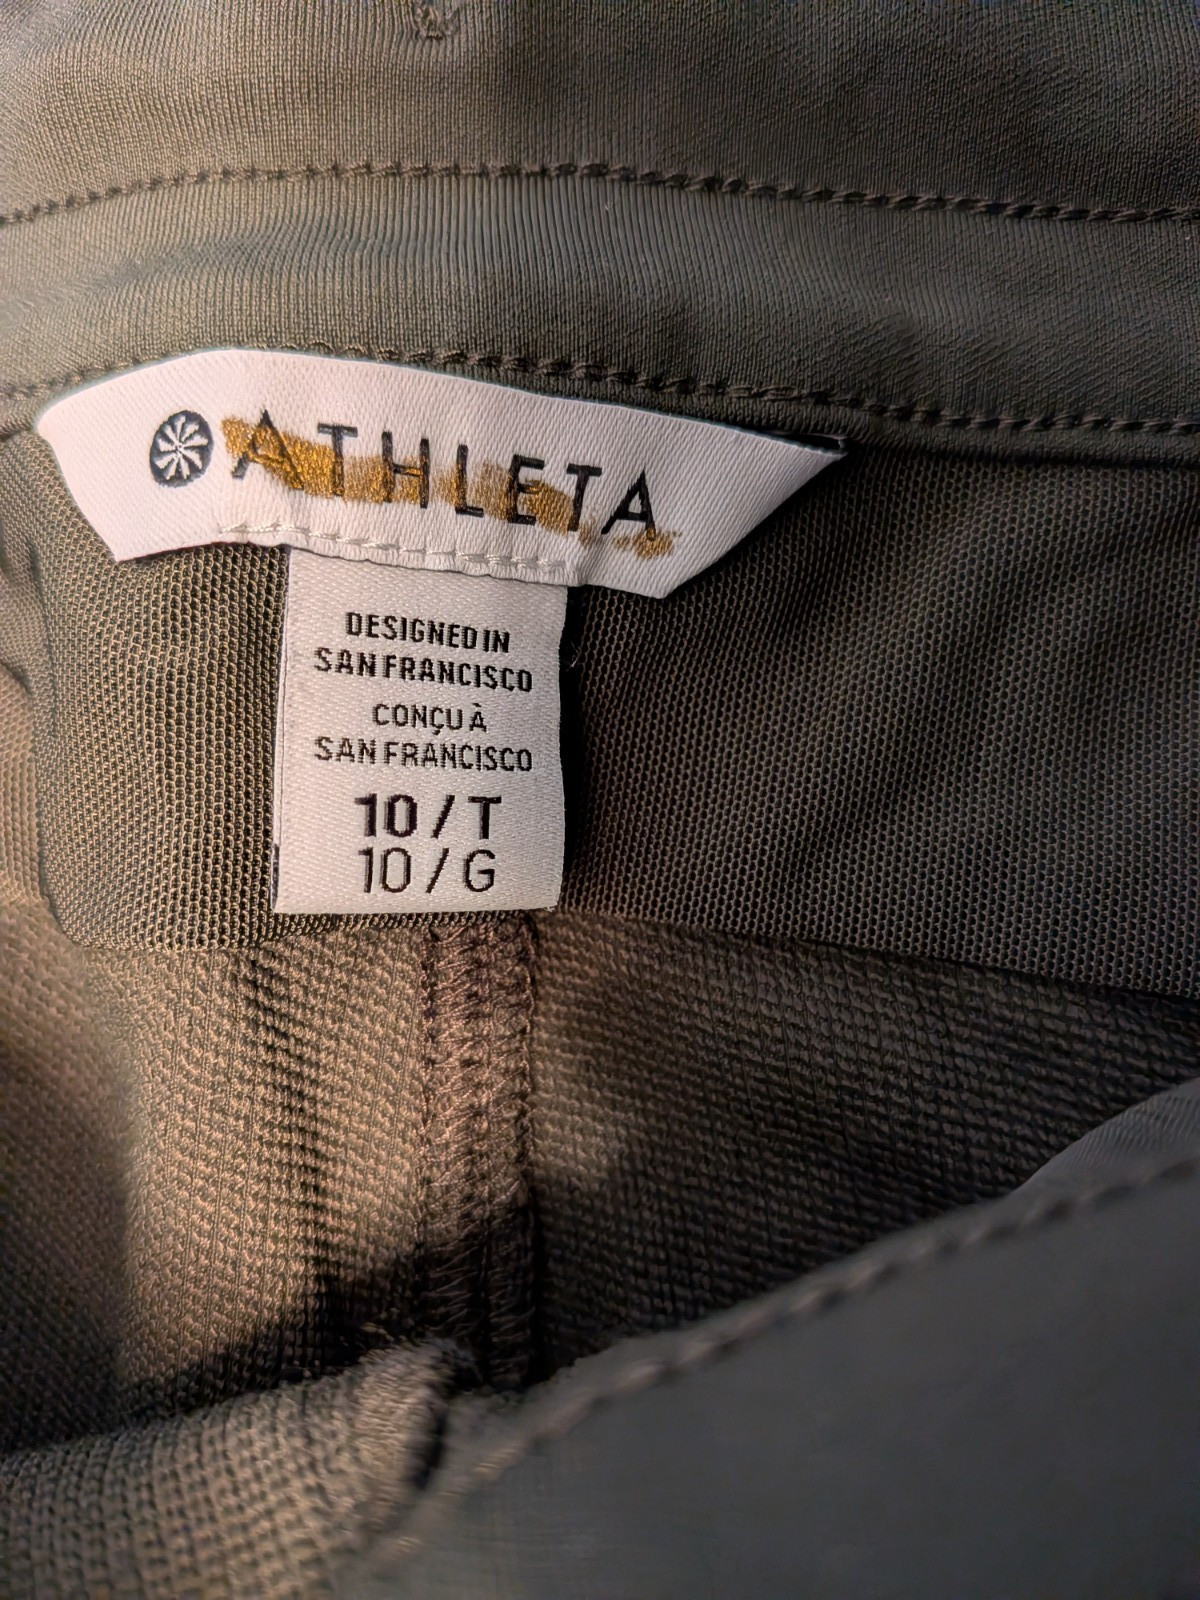 ATHLETA
DESIGNED IN
SAN FRANCISCO
CONÇU À
SAN FRANCISCO
10 / T
10 / G